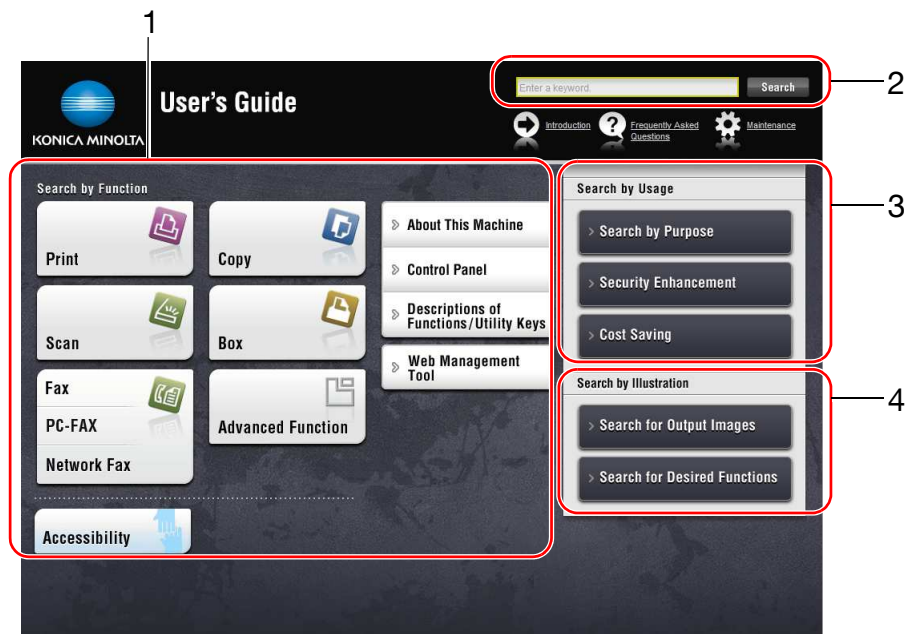 1
2
3
4
KONICA MINOLTA
User's Guide
Enter a keyword.
Search
Introduction
Frequently Asked
Questions
Maintenance
Search by Function
Print
Copy
Scan
Box
Fax
PC-FAX
Network Fax
Advanced Function
Accessibility
About This Machine
Control Panel
Descriptions of
Functions/Utility Keys
Web Management
Tool
Search by Usage
Search by Purpose
Security Enhancement
Cost Saving
Search by Illustration
Search for Output Images
Search for Desired Functions